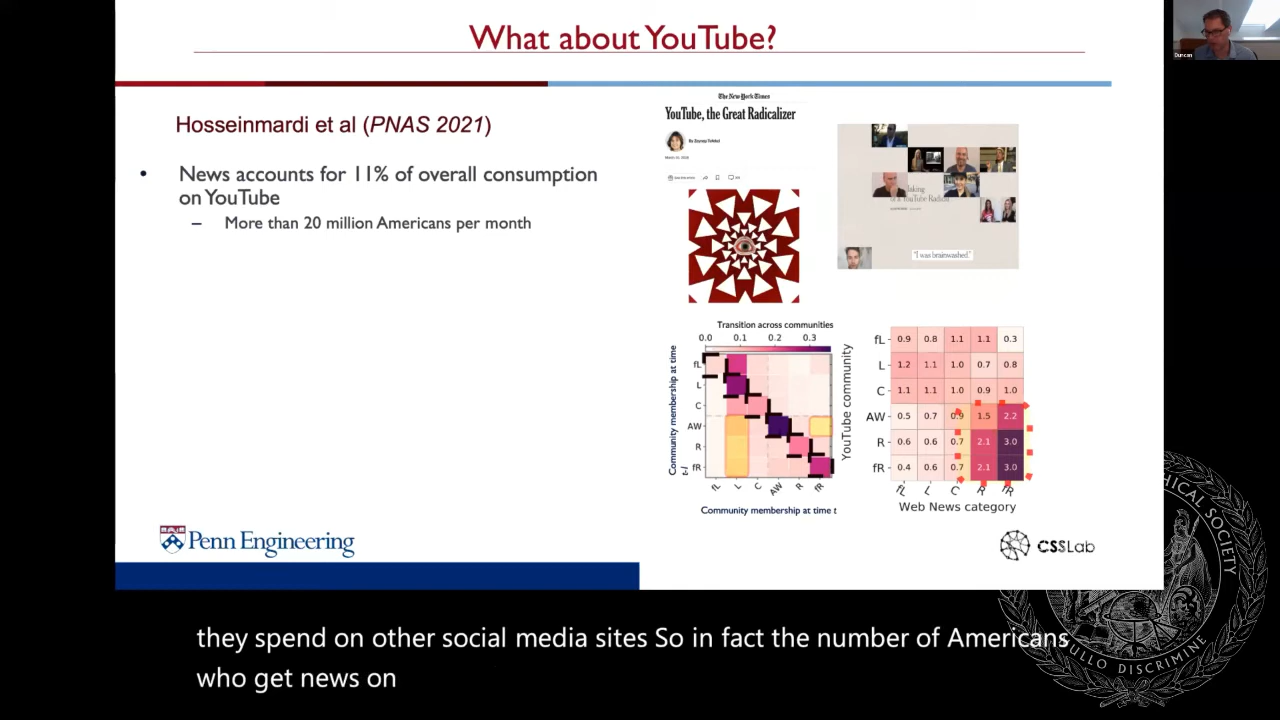 What about YouTube?
Duncan
Hosseinmardi et al (PNAS 2021)
• News accounts for 11% of overall consumption
on YouTube
– More than 20 million Americans per month
The New York Times
YouTube, the Great Radicalizer
By Zeynep Tufekci
"I was brainwashed."
Transition across communities
0.0 0.1 0.2 0.3
Community membership at time
t-1
fL
L
C
AW
R
fR
fL L C AW R fR
Community membership at time t
YouTube community
fL 0.9 0.8 1.1 1.1 0.3
L 1.2 1.1 1.0 0.7 0.8
C 1.1 1.1 1.0 0.9 1.0
AW 0.5 0.7 0.9 1.5 2.2
R 0.6 0.6 0.7 2.1 3.0
fR 0.4 0.6 0.7 2.1 3.0
fL L C R fR
Web News category
Penn Engineering
CSSLab
they spend on other social media sites So in fact the number of Americans
who get news on
SOCIETY
NULLO DISCRIMINE